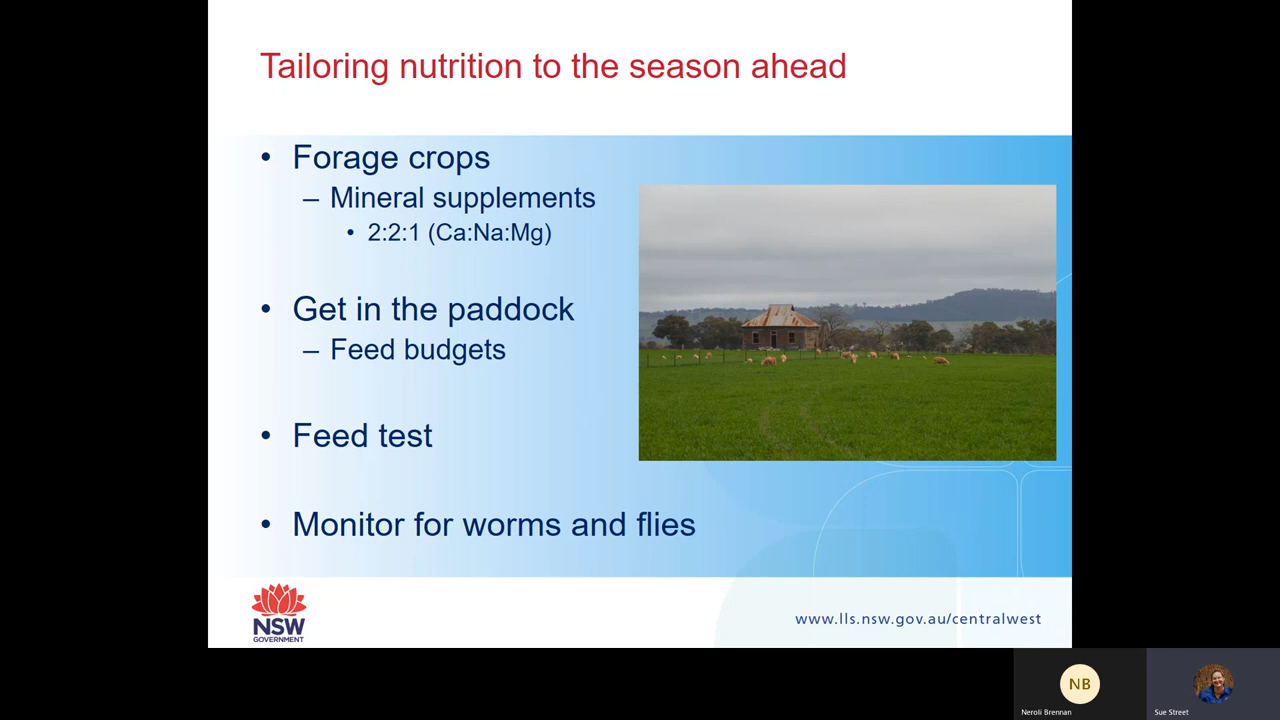 Tailoring nutrition to the season ahead
• Forage crops
– Mineral supplements
• 2:2:1 (Ca:Na:Mg)
• Get in the paddock
– Feed budgets
• Feed test
• Monitor for worms and flies
NSW
GOVERNMENT
www.lls.nsw.gov.au/centralwest
NB
Neroli Brennan
Sue Street